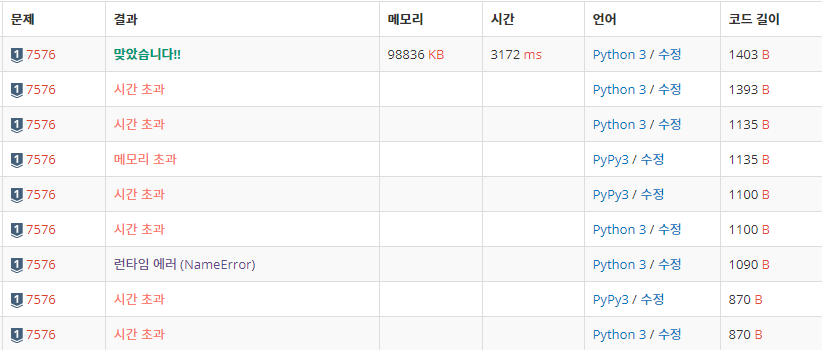 문제 결과 메모리 시간 언어 코드 길이
1 7576 맞았습니다!! 98836 KB 3172 ms Python 3 / 수정 1403 B
1 7576 시간 초과 Python 3 / 수정 1393 B
1 7576 시간 초과 Python 3 / 수정 1135 B
1 7576 메모리 초과 PyPy3 / 수정 1135 B
1 7576 시간 초과 PyPy3 / 수정 1100 B
1 7576 시간 초과 Python 3 / 수정 1100 B
1 7576 런타임 에러 (NameError) Python 3 / 수정 1090 B
1 7576 시간 초과 PyPy3 / 수정 870 B
1 7576 시간 초과 Python 3 / 수정 870 B